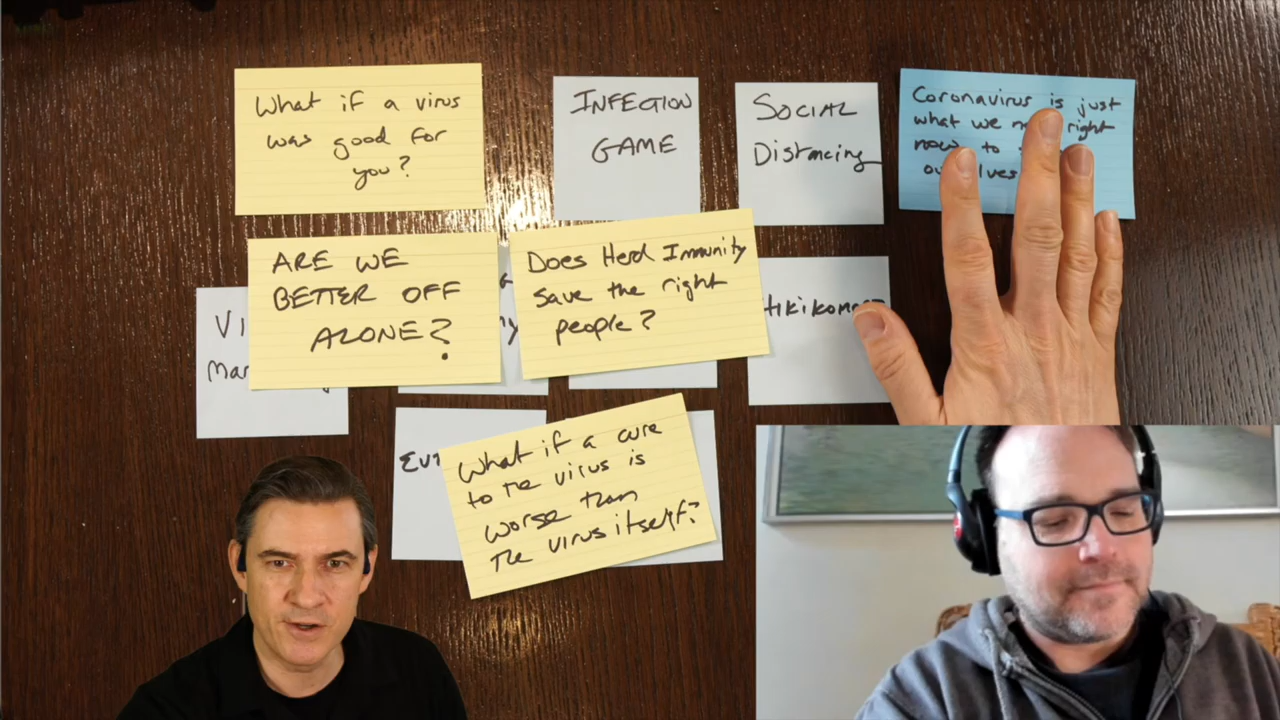 What if a virus
was good for
you?
INFECTION
GAME
SOCIAL
Distancing
Coronavirus is just
what we right
now to
ARE WE
BETTER OFF
ALONE?
Does Herd Immunity
save the right
people?
What if a cure
to the virus is
worse than
the virus itself?